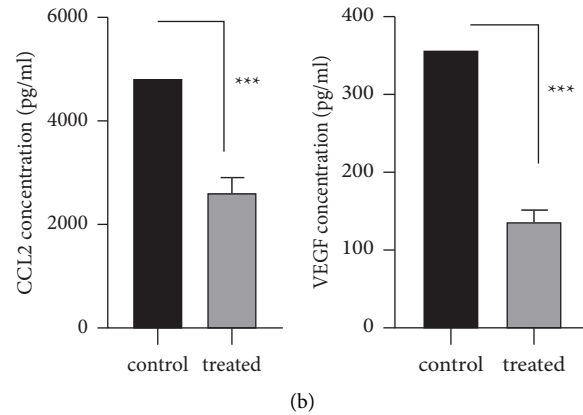 CCL2 concentration (pg/ml)
6000
4000
2000
0
***
control treated
VEGF concentration (pg/ml)
400
300
200
100
0
***
control treated
(b)